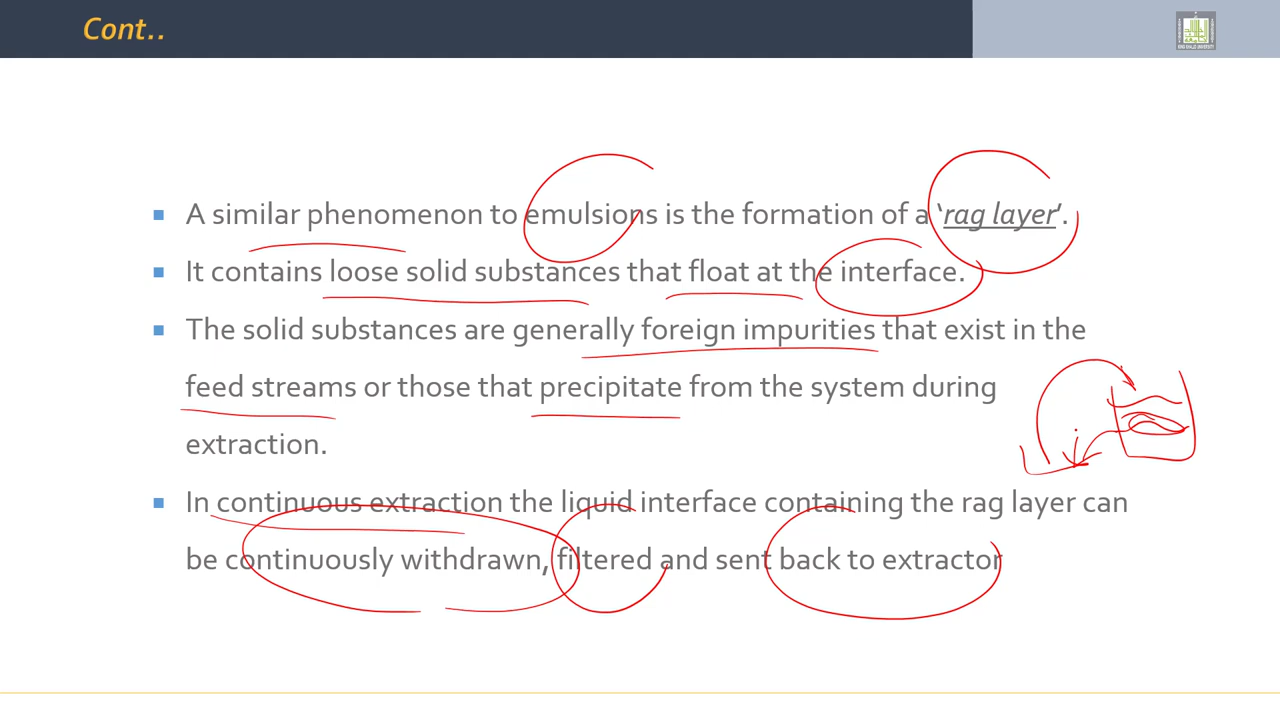 Cont..
A similar phenomenon to emulsions is the formation of a ‘rag layer’.
It contains loose solid substances that float at the interface.
The solid substances are generally foreign impurities that exist in the
feed streams or those that precipitate from the system during
extraction.
In continuous extraction the liquid interface containing the rag layer can
be continuously withdrawn, filtered and sent back to extractor